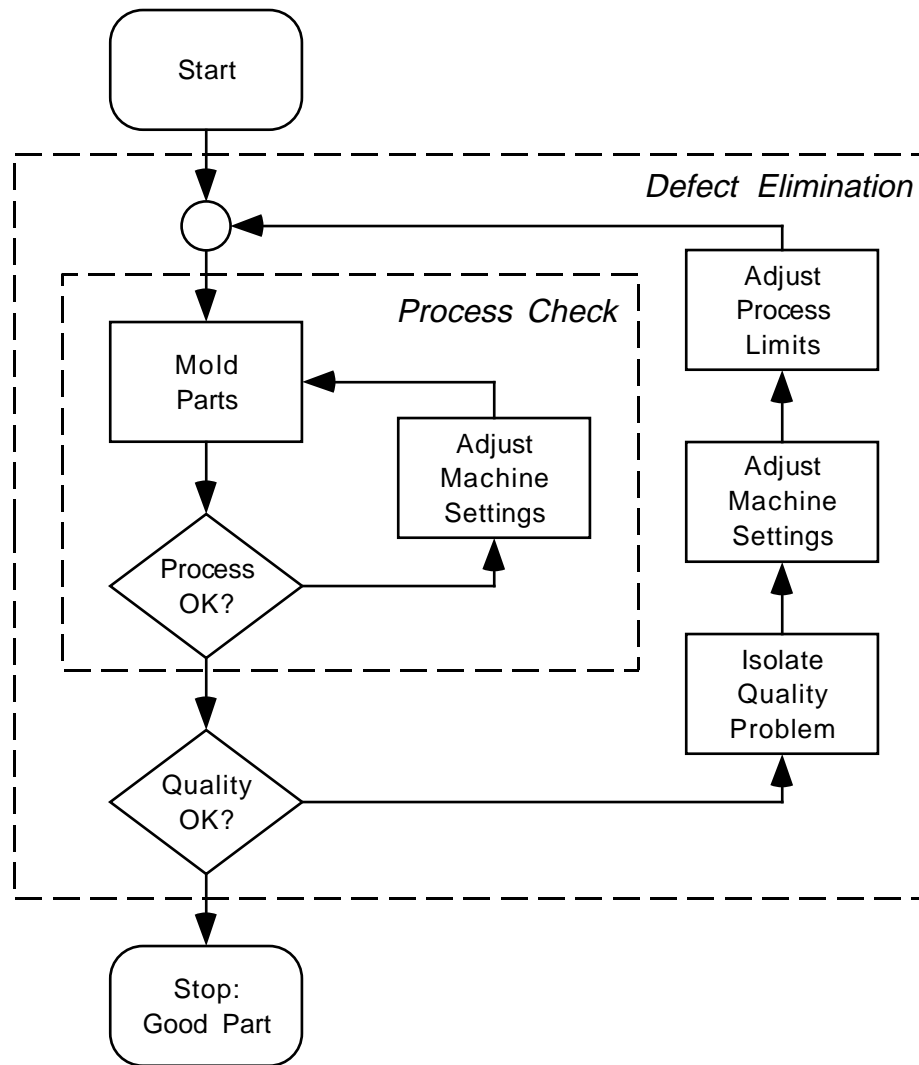 Start
Defect Elimination
Process Check
Adjust
Process
Limits
Mold
Parts
Adjust
Machine
Settings
Adjust
Machine
Settings
Process
OK?
Isolate
Quality
Problem
Quality
OK?
Stop:
Good Part